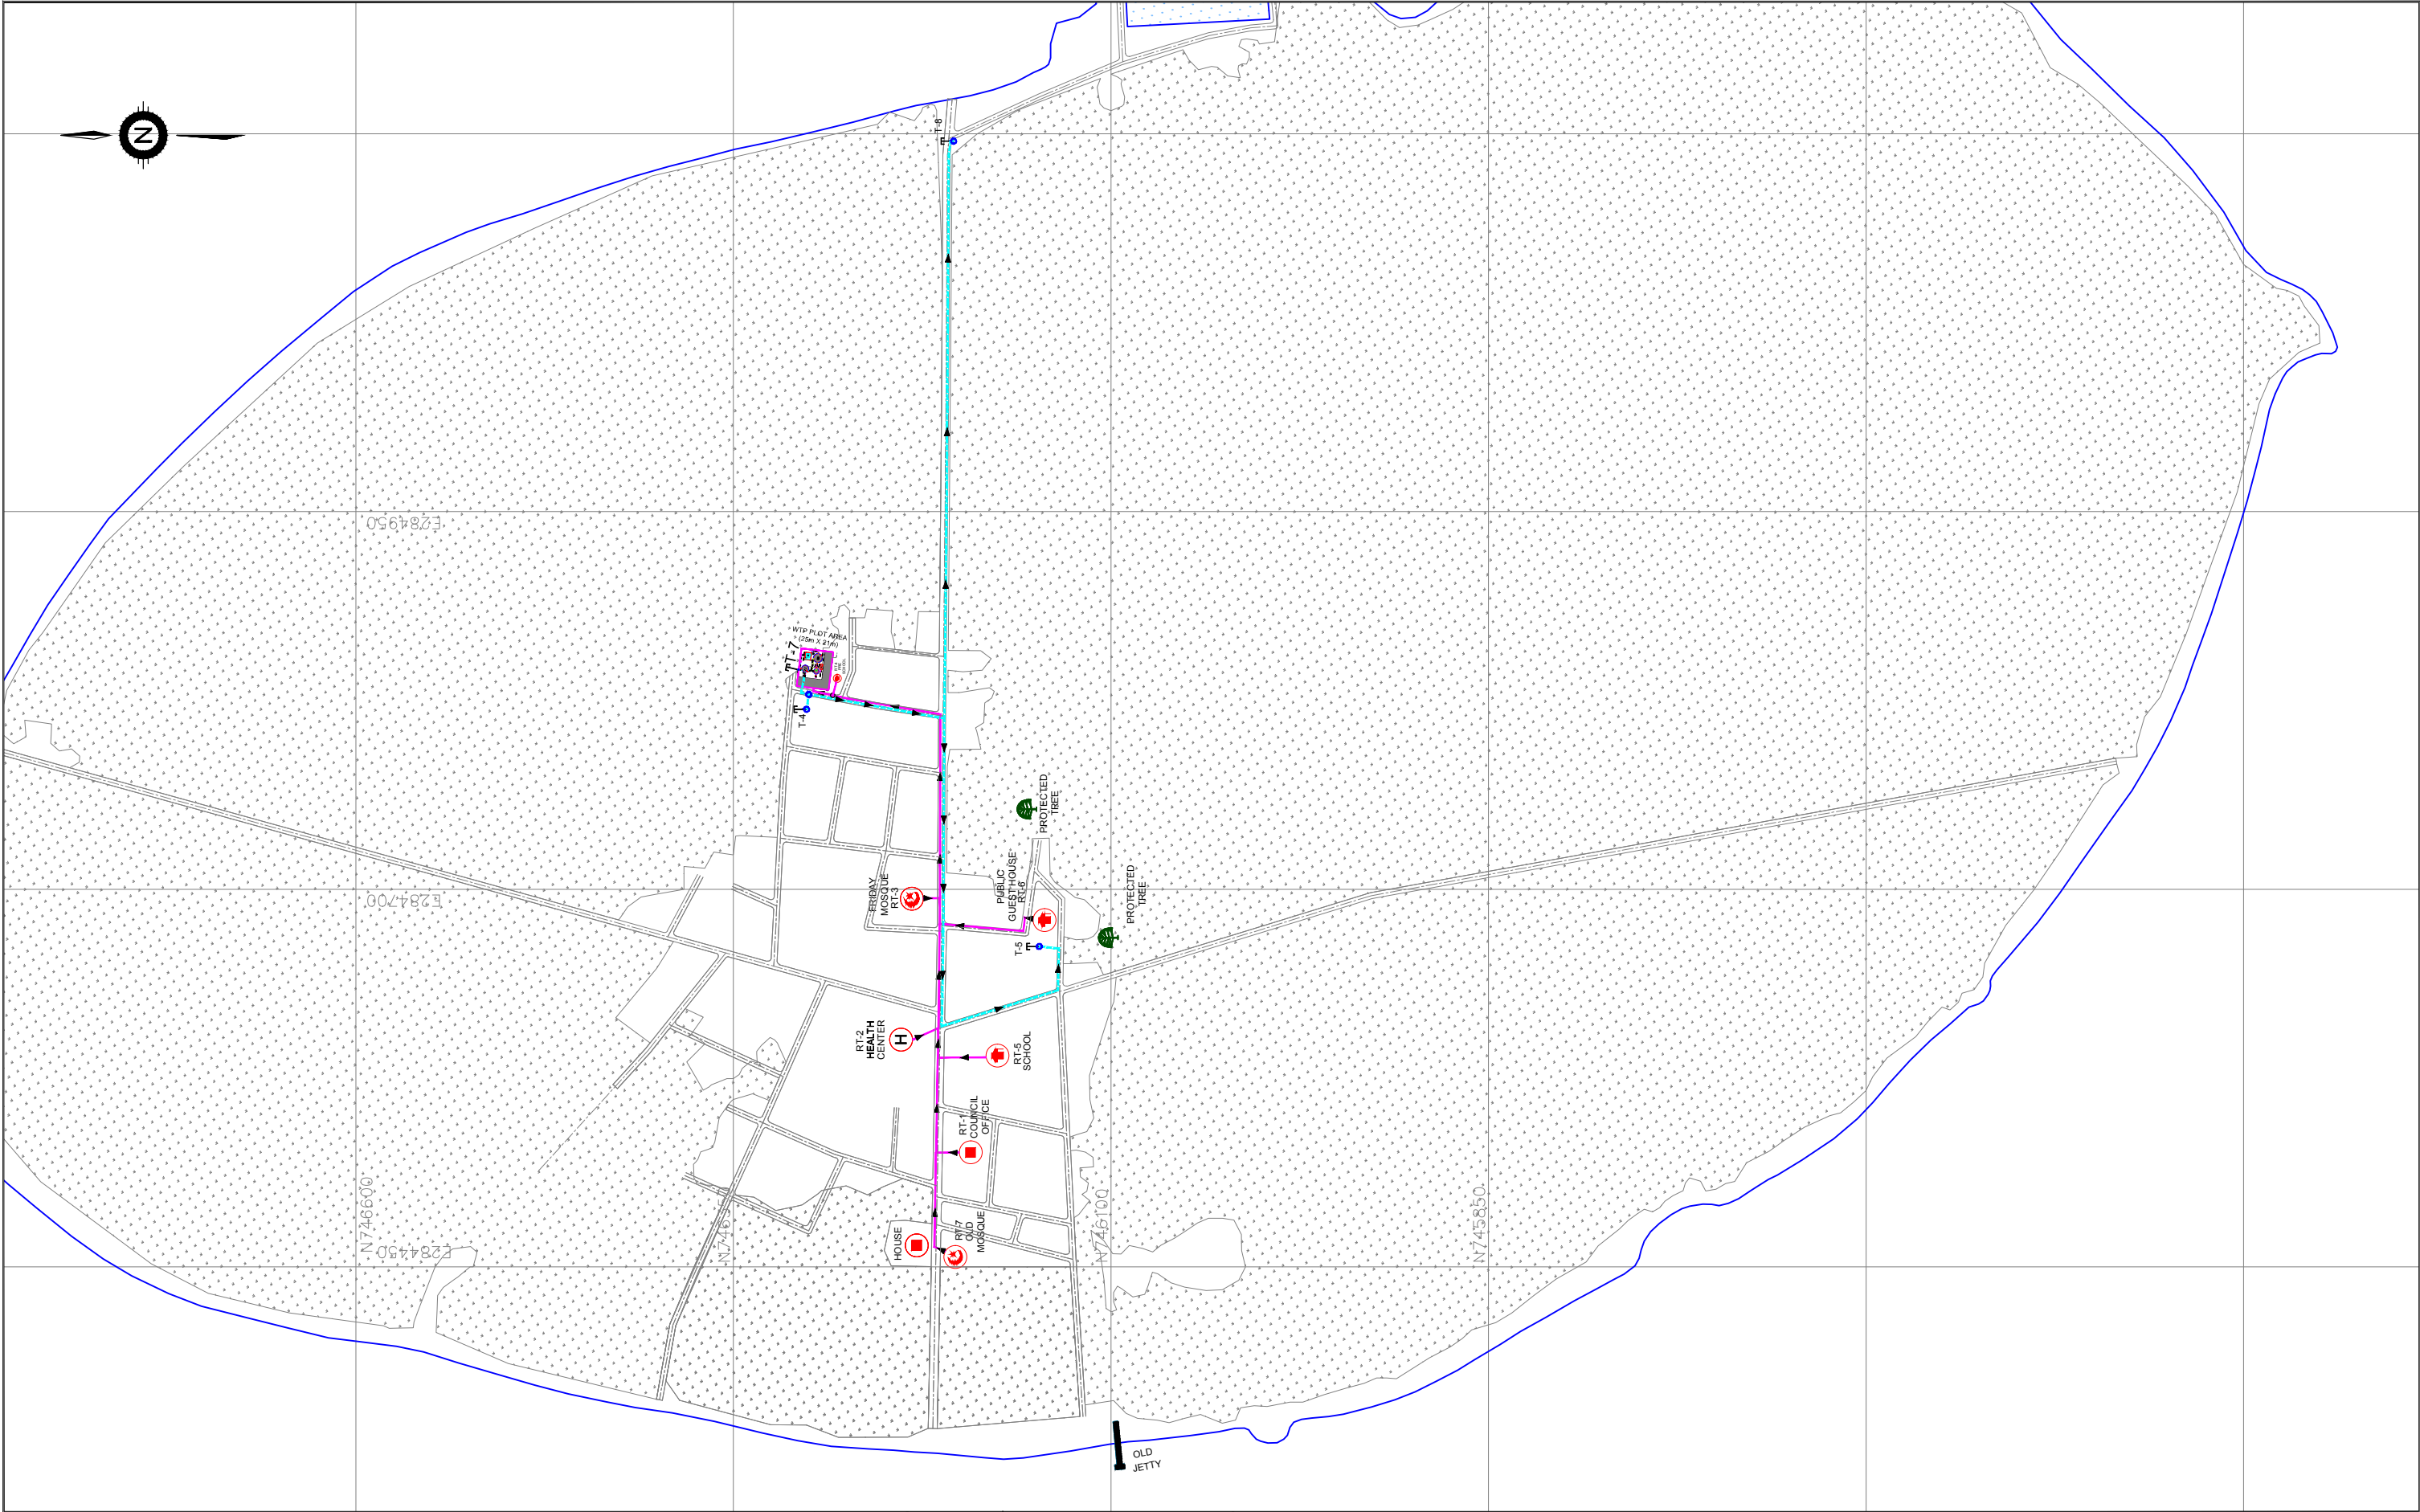 N
T-8
E284950
WTP PLOT AREA
(25m X 21m)
T-7
T-4
PROTECTED
TREE
E284700
FRIDAY
MOSQUE
RT-3
PUBLIC
GUEST HOUSE
RT-6
PROTECTED
TREE
T-5
RT-2
HEALTH
CENTER
H
RT-5
SCHOOL
RT-1
COUNCIL
OFFICE
N746600
N746100
N745850
E284450
HOUSE
RT-7
OLD
MOSQUE
OLD
JETTY